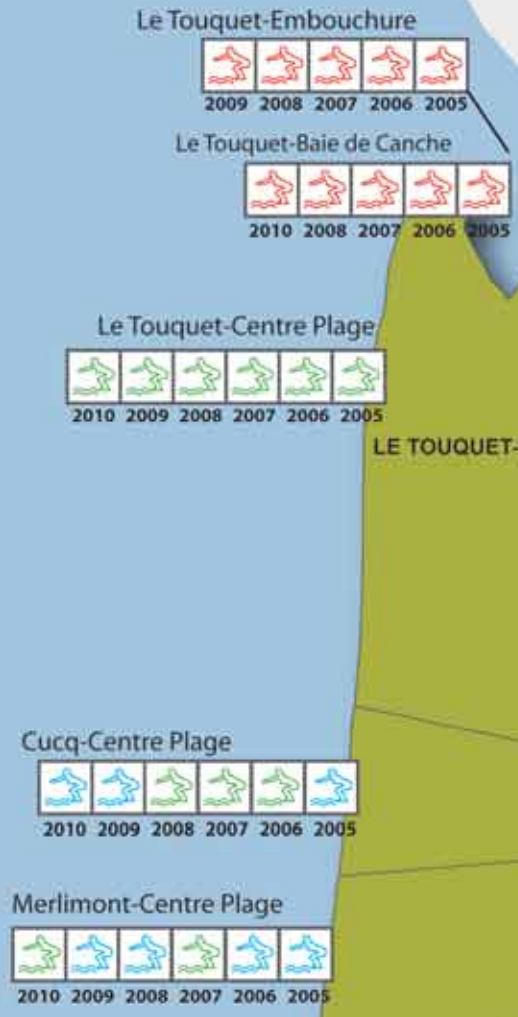 Le Touquet-Embouchure
2009 2008 2007 2006 2005
Le Touquet-Baie de Canche
2010 2008 2007 2006 2005
Le Touquet-Centre Plage
2010 2009 2008 2007 2006 2005
LE TOUQUET-
Cucq-Centre Plage
2010 2009 2008 2007 2006 2005
Merlimont-Centre Plage
2010 2009 2008 2007 2006 2005